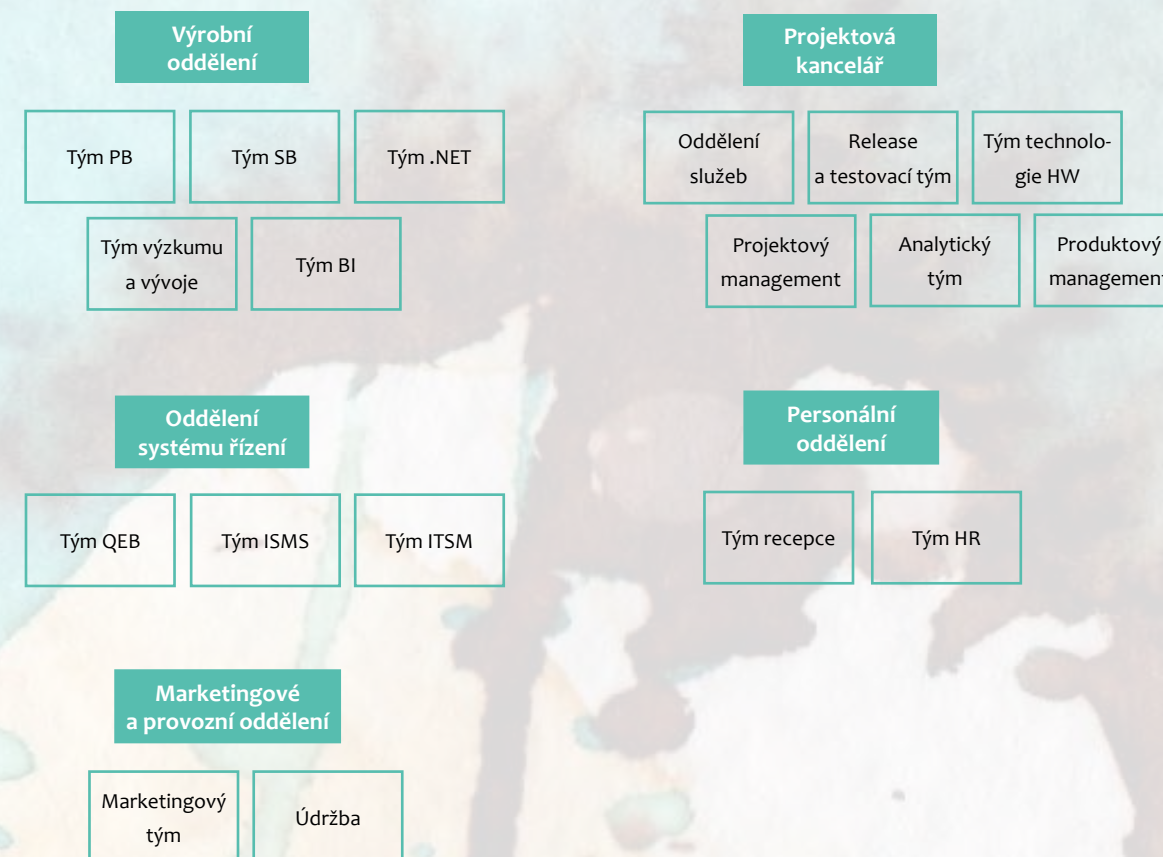 Výrobní
oddělení
Tým PB
Tým SB
Tým .NET
Tým výzkumu
a vývoje
Tým BI
Projektová
kancelář
Oddělení
služeb
Release
a testovací tým
Tým technolo-
gie HW
Projektový
management
Analytický
tým
Produktový
management
Oddělení
systému řízení
Tým QEB
Tým ISMS
Tým ITSM
Personální
oddělení
Tým recepce
Tým HR
Marketingové
a provozní oddělení
Marketingový
tým
Údržba